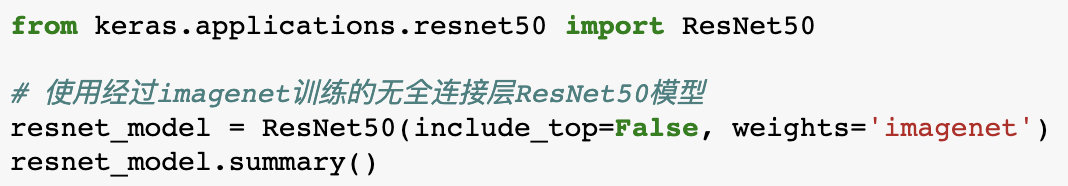 from keras.applications.resnet50 import ResNet50
# 使用经过imagenet训练的无全连接层ResNet50模型
resnet_model = ResNet50(include_top=False, weights='imagenet')
resnet_model.summary()